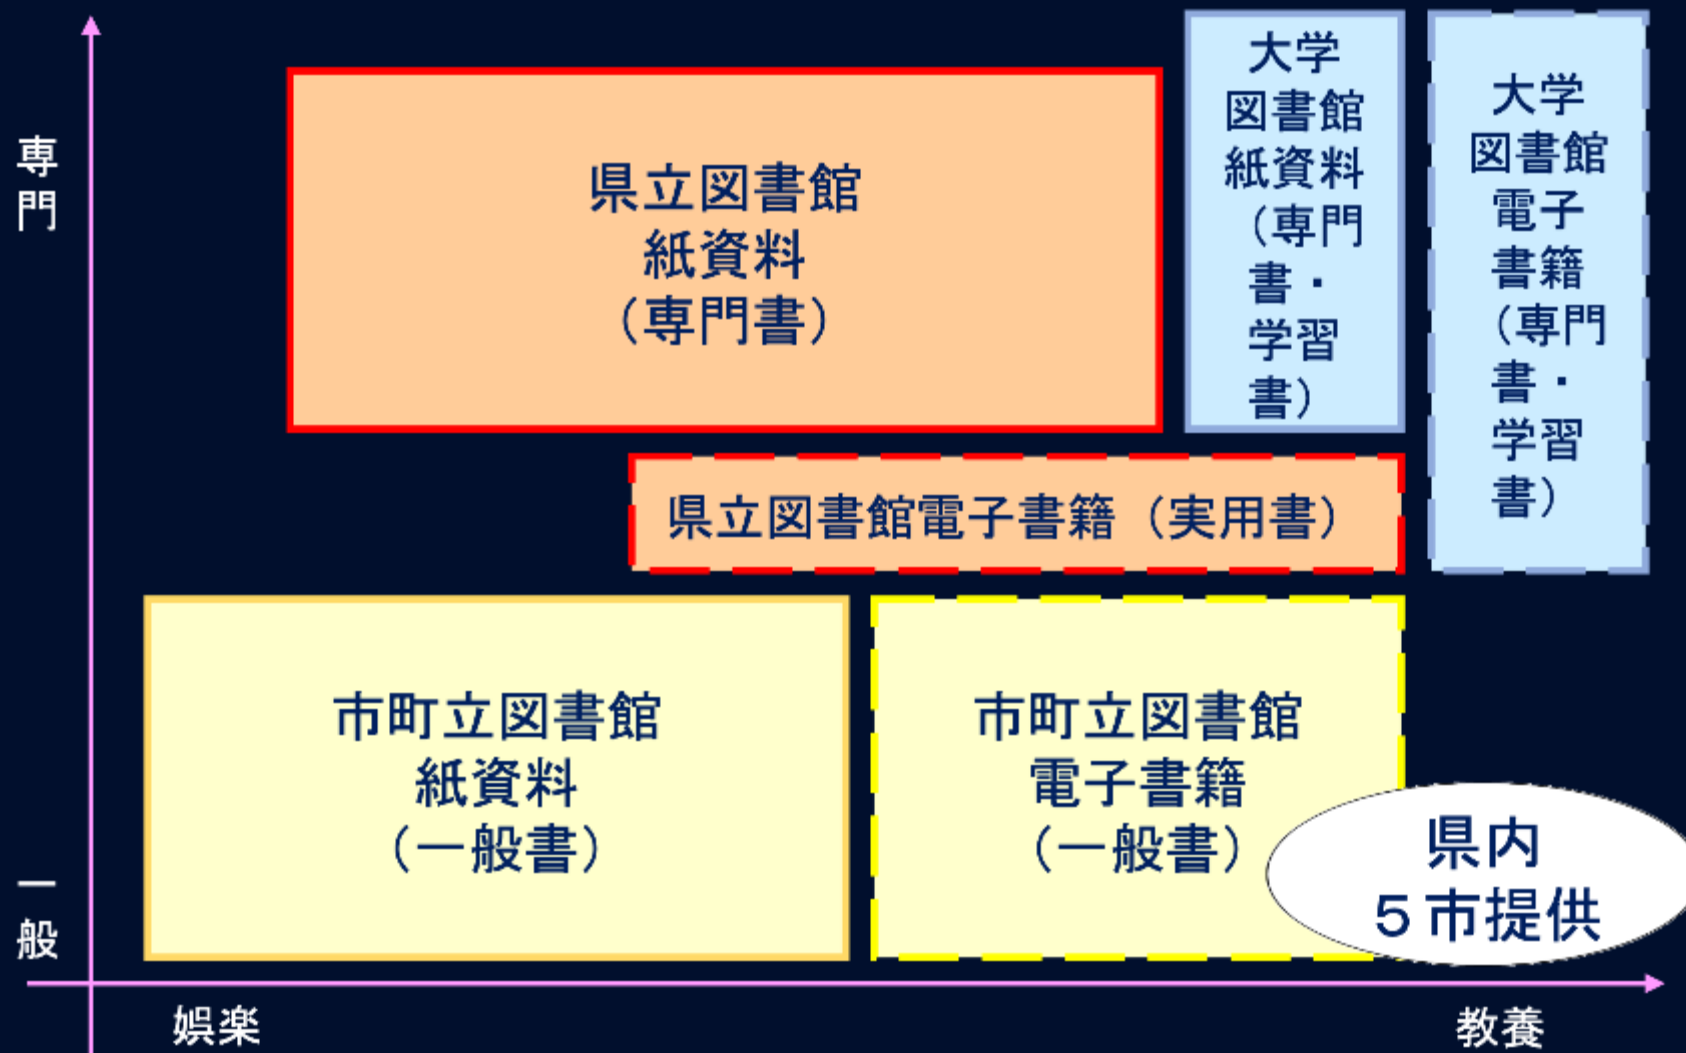 専門
県立図書館
紙資料
（専門書）
大学
図書館
紙資料
（専門
書・
学習
書）
大学
図書館
電子
書籍
（専門
書・
学習
書）
県立図書館電子書籍（実用書）
市町立図書館
紙資料
（一般書）
市町立図書館
電子書籍
（一般書）
県内
５市提供
一般
娯楽
教養